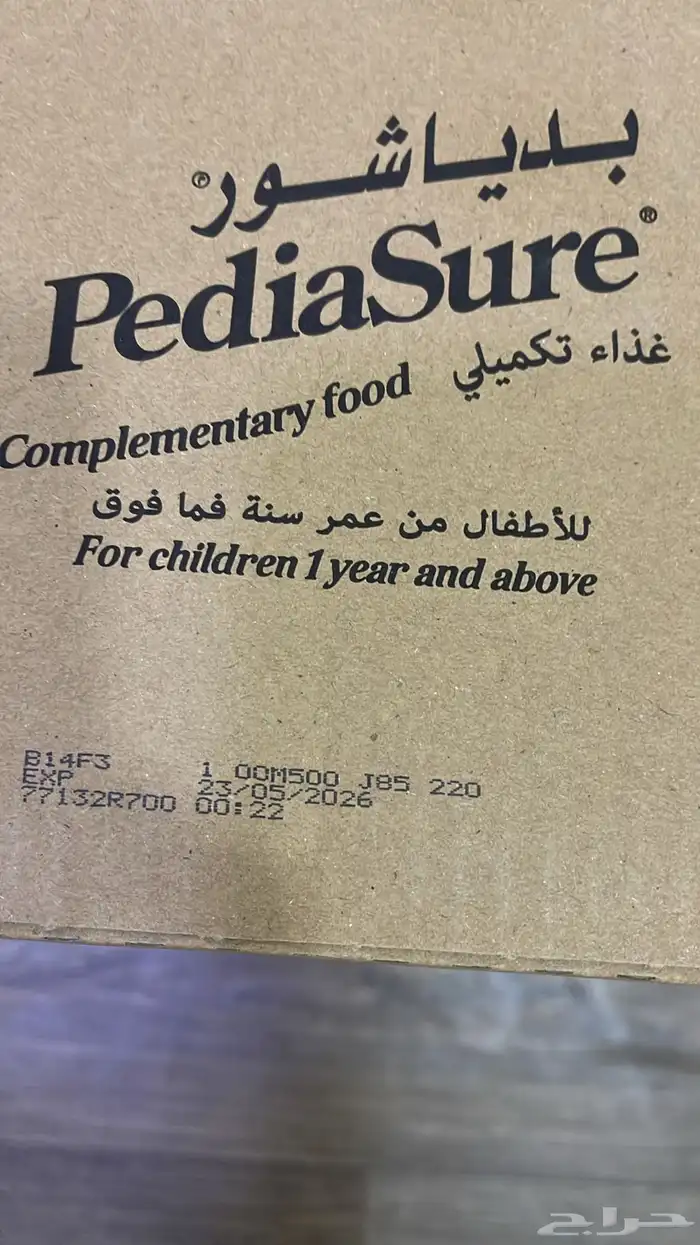 بدياشور®
PediaSure®
Complementary food غذاء تكميلي
للأطفال من عمر سنة فما فوق
For children 1 year and above
B14F3 1 00M500 J85 220
EXP 23/05/2026
77132R700 00:22
حراج